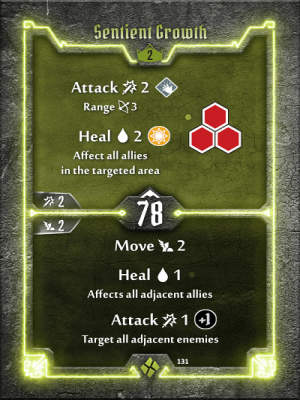 Sentient Growth
2
Attack 2
Range 3
Heal 2
Affect all allies
in the targeted area
2
78
2
Move 2
Heal 1
Affects all adjacent allies
Attack 1 +1
Target all adjacent enemies
131